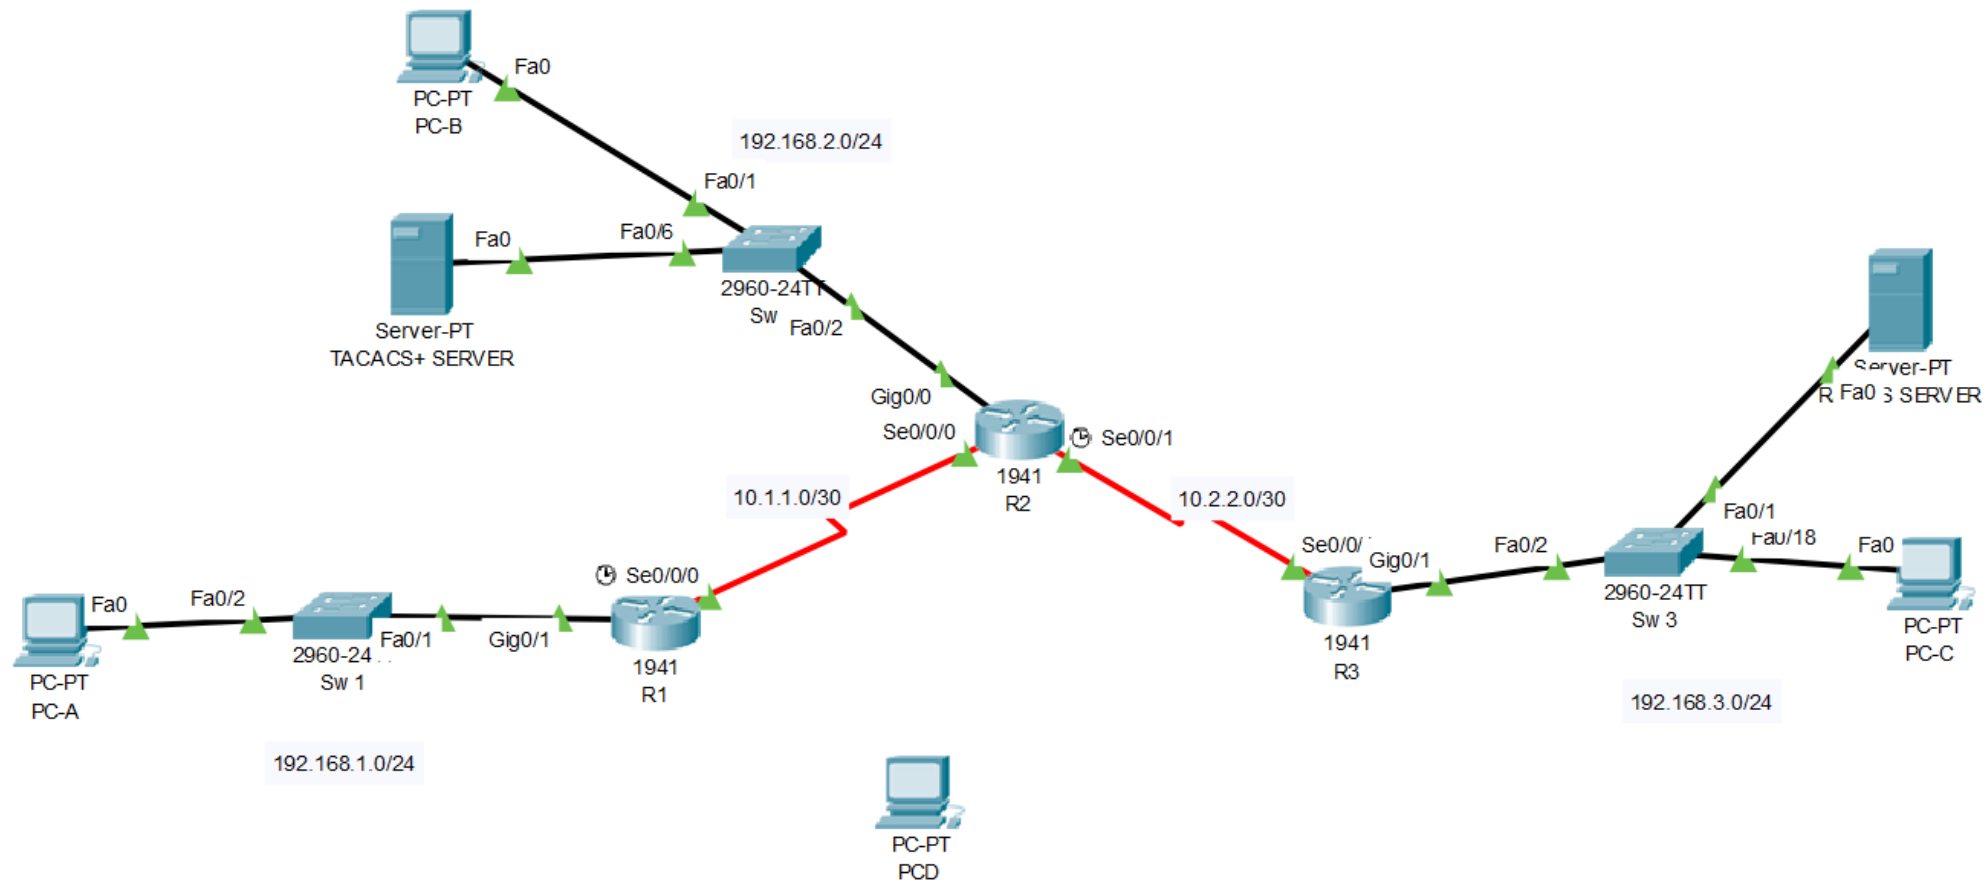 Fa0
PC-PT
PC-B
192.168.2.0/24
Fa0/1
Fa0
Fa0/6
2960-24TT
Sw
Fa0/2
Server-PT
TACACS+ SERVER
Gig0/0
Se0/0/0
Se0/0/1
1941
R2
10.1.1.0/30
10.2.2.0/30
Server-PT
Fa0
SERVER
Fa0/1
Fa0/18
Fa0
Se0/0/
Gig0/1
Fa0/2
2960-24TT
Sw 3
1941
R3
PC-PT
PC-C
192.168.3.0/24
Se0/0/0
Fa0
Fa0/2
Fa0/1
Gig0/1
2960-24
Sw 1
1941
R1
PC-PT
PC-A
192.168.1.0/24
PC-PT
PCD